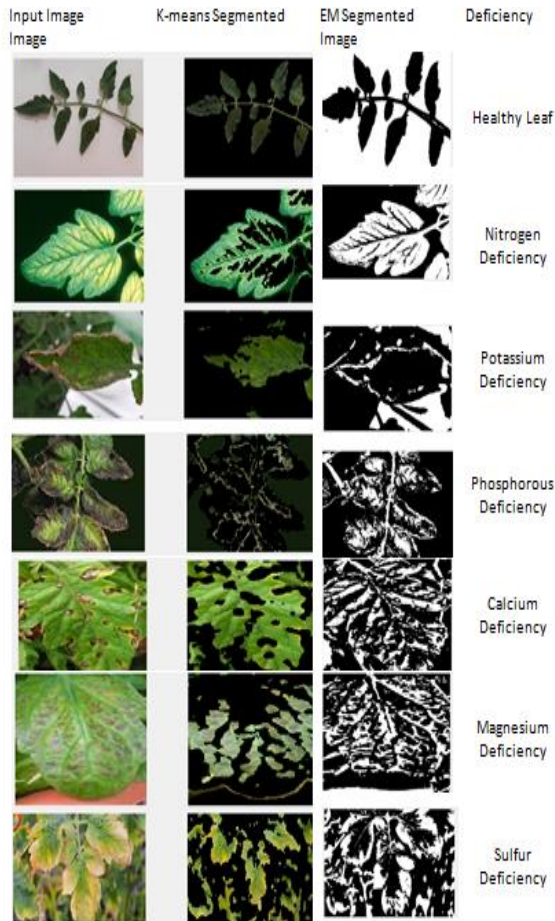 Input Image
Image
K-means Segmented
EM Segmented
Image
Deficiency
Healthy Leaf
Nitrogen
Deficiency
Potassium
Deficiency
Phosphorous
Deficiency
Calcium
Deficiency
Magnesium
Deficiency
Sulfur
Deficiency